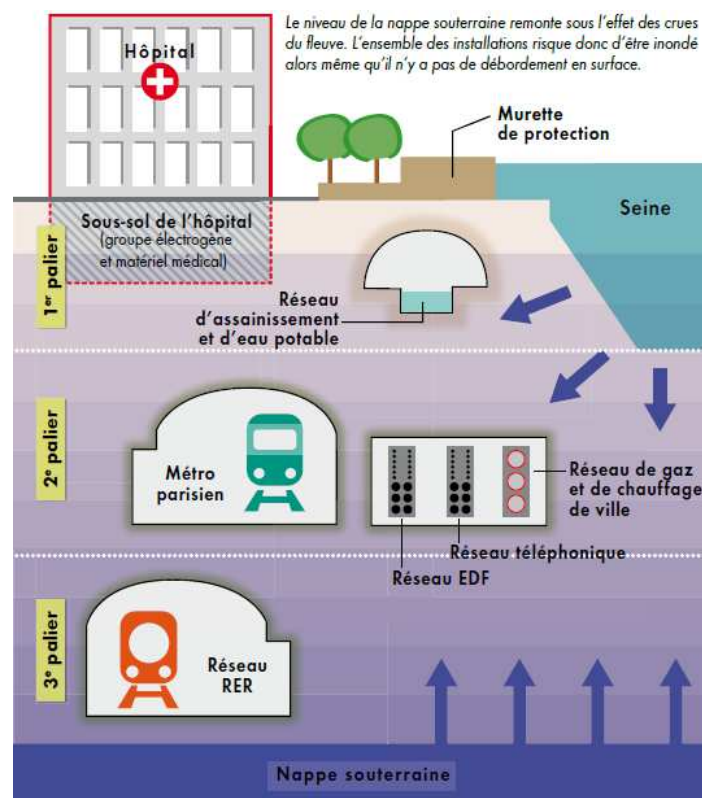 Le niveau de la nappe souterraine remonte sous l’effet des crues
du fleuve. L’ensemble des installations risque donc d’être inondé
alors même qu’il n’y a pas de débordement en surface.
Hôpital
Murette
de protection
Seine
Sous-sol de l’hôpital
(groupe électrogène
et matériel médical)
1er palier
Réseau
d’assainissement
et d’eau potable
2e palier
Métro
parisien
Réseau de gaz
et de chauffage
de ville
Réseau téléphonique
Réseau EDF
3e palier
Réseau
RER
Nappe souterraine